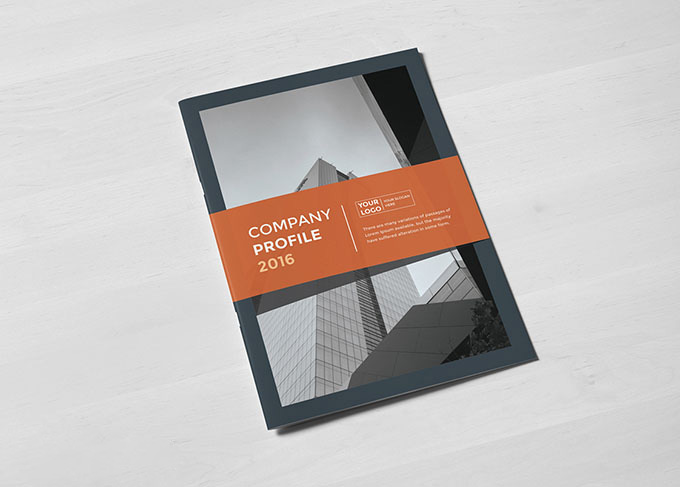 COMPANY
PROFILE
2016
YOUR
LOGO
YOUR SLOGAN
HERE
There are many variations of passages of
Lorem Ipsum available, but the majority
have suffered alteration in some form,